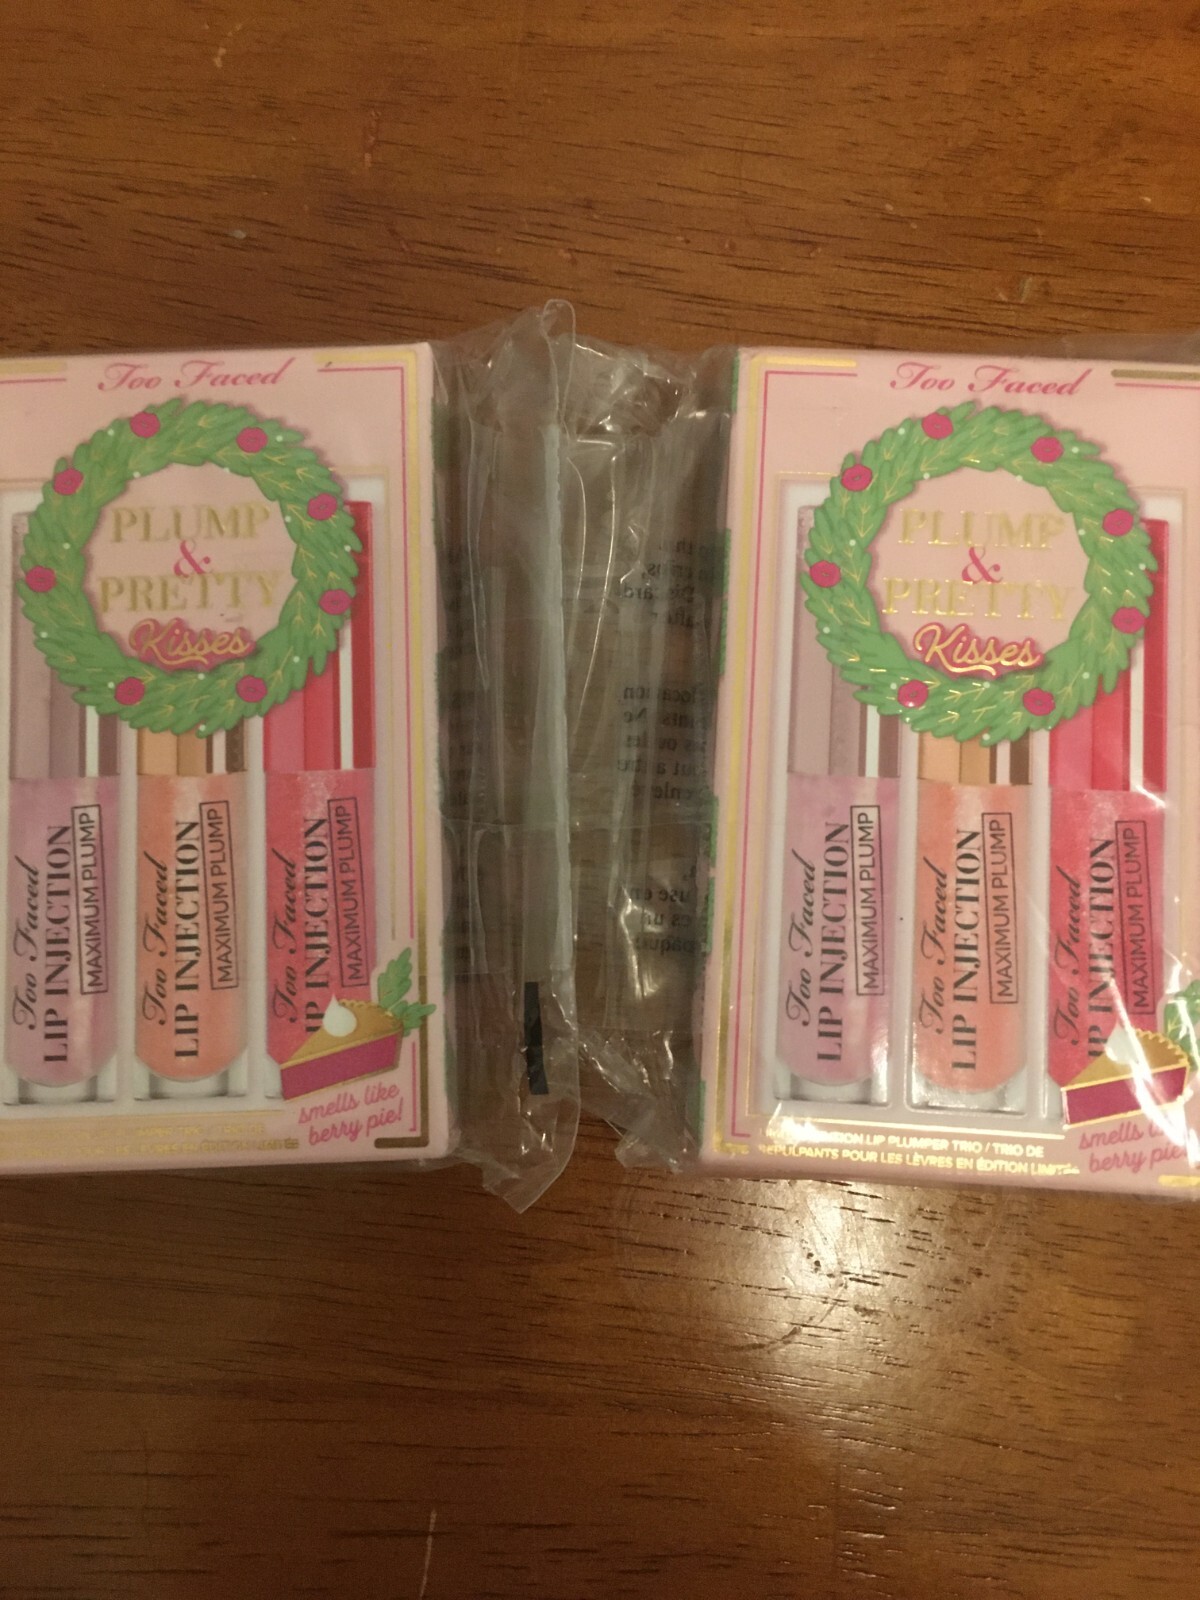 Too Faced
PLUMP
&
PRETTY
Kisses
Too Faced
LIP INJECTION
MAXIMUM PLUMP
Too Faced
LIP INJECTION
MAXIMUM PLUMP
Too Faced
LIP INJECTION
MAXIMUM PLUMP
smells like
berry pie!
Too Faced
PLUMP
&
PRETTY
Kisses
Too Faced
LIP INJECTION
MAXIMUM PLUMP
Too Faced
LIP INJECTION
MAXIMUM PLUMP
Too Faced
LIP INJECTION
MAXIMUM PLUMP
smells
berry pie
LIP PLUMPER TRIO / TRIO DE
REPULPANTS POUR LES LÈVRES EN ÉDITION LIMITÉE